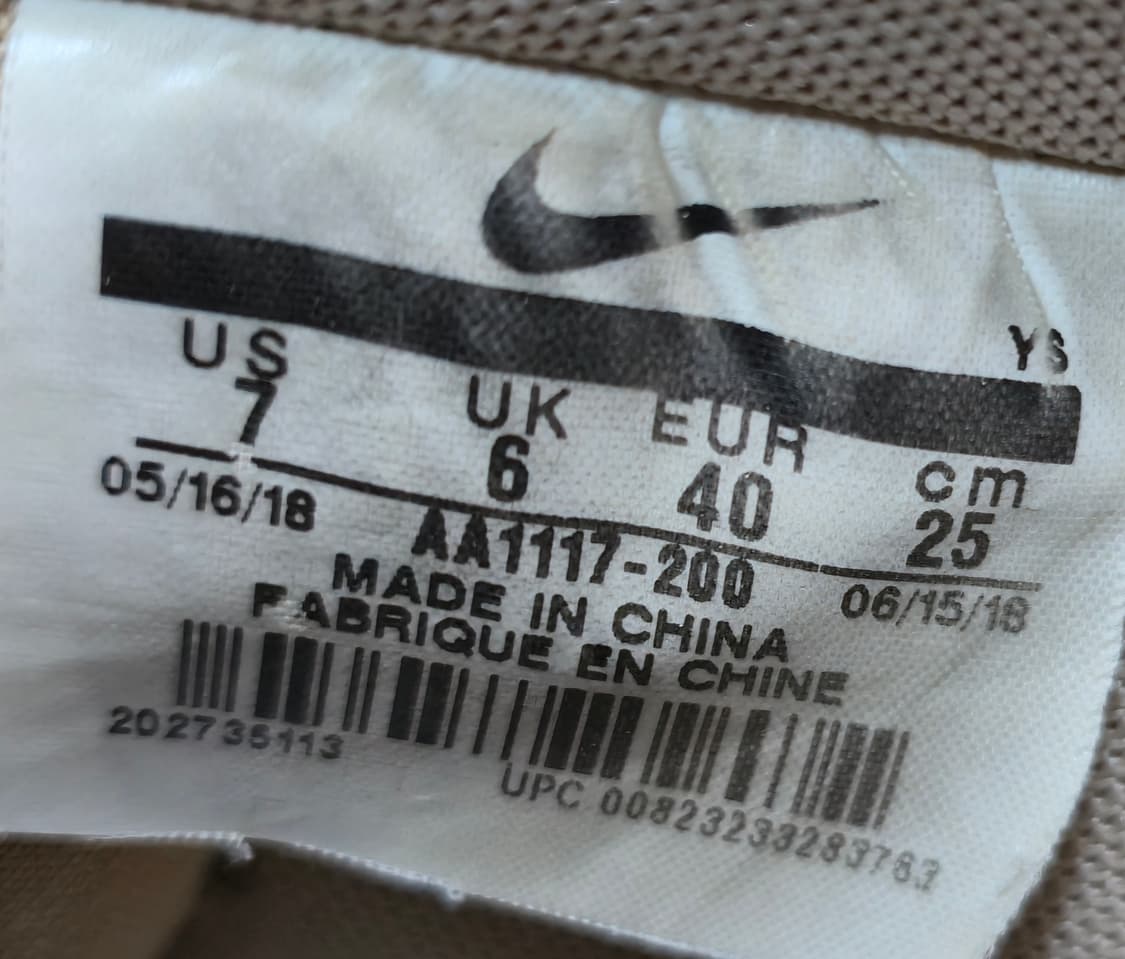 YS
US UK EUR cm
7 6 40 25
05/16/18 AA1117-200 06/15/18
MADE IN CHINA
FABRIQUE EN CHINE
202735113
UPC 00823233283783